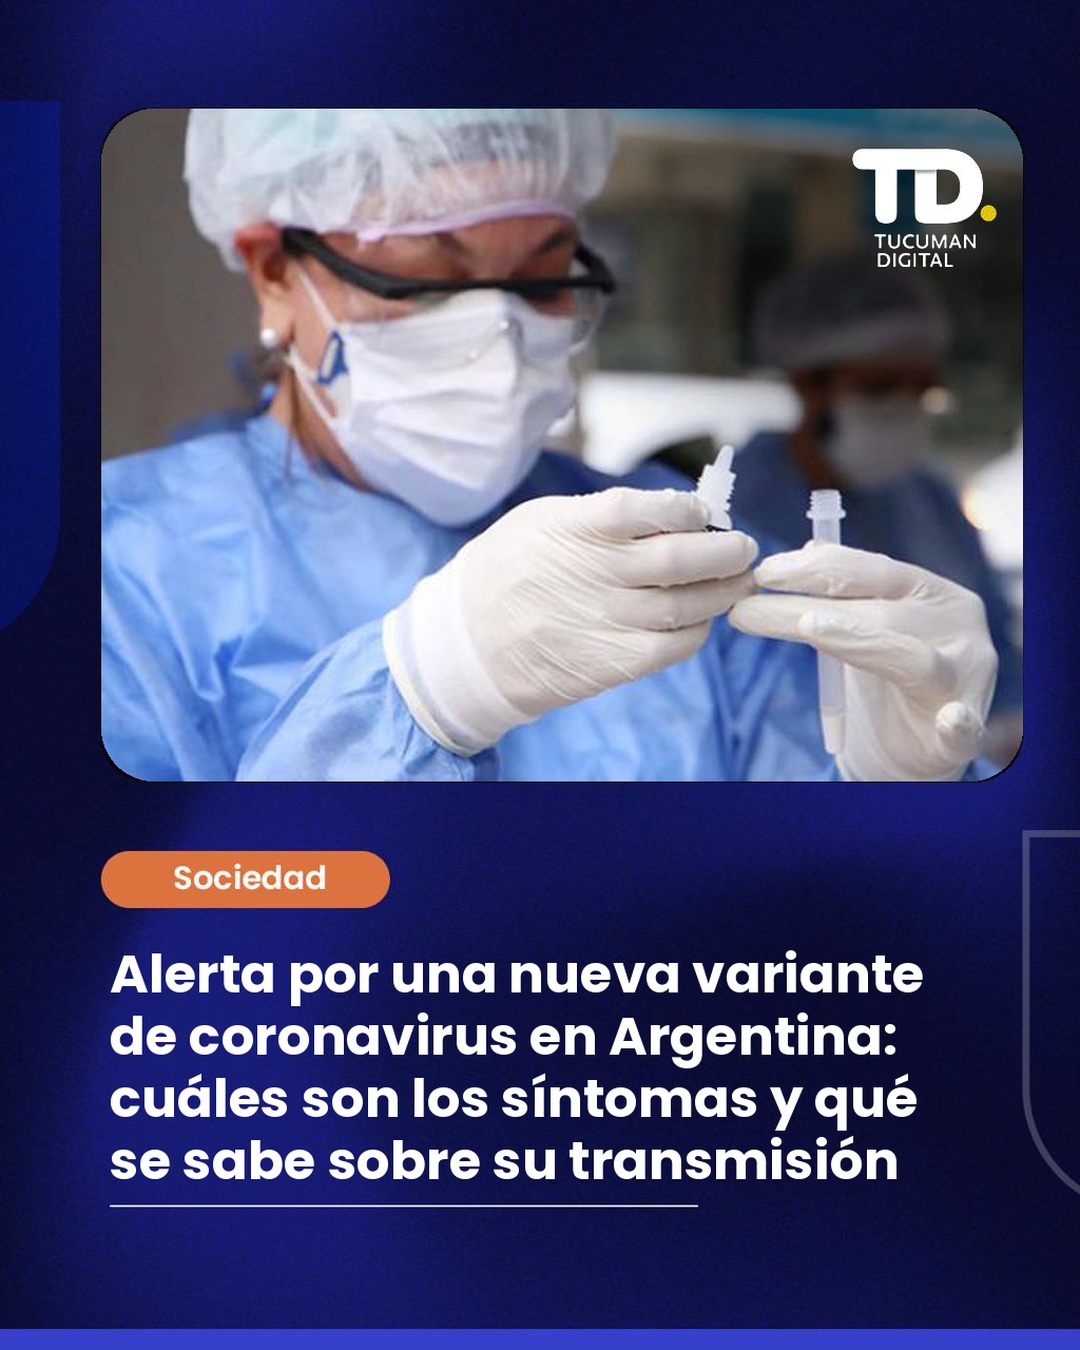 TD.
TUCUMAN
DIGITAL
Sociedad
Alerta por una nueva variante
de coronavirus en Argentina:
cuáles son los síntomas y qué
se sabe sobre su transmisión